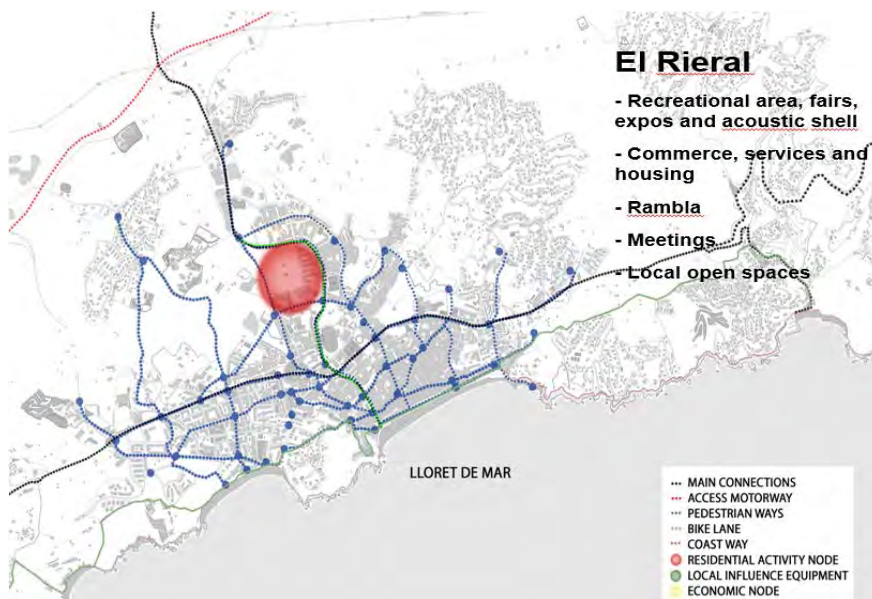 El Rieral
- Recreational area, fairs,
expos and acoustic shell
- Commerce, services and
housing
- Rambla
- Meetings
- Local open spaces
LLORET DE MAR
MAIN CONNECTIONS
ACCESS MOTORWAY
PEDESTRIAN WAYS
BIKE LANE
COAST WAY
RESIDENTIAL ACTIVITY NODE
LOCAL INFLUENCE EQUIPMENT
ECONOMIC NODE